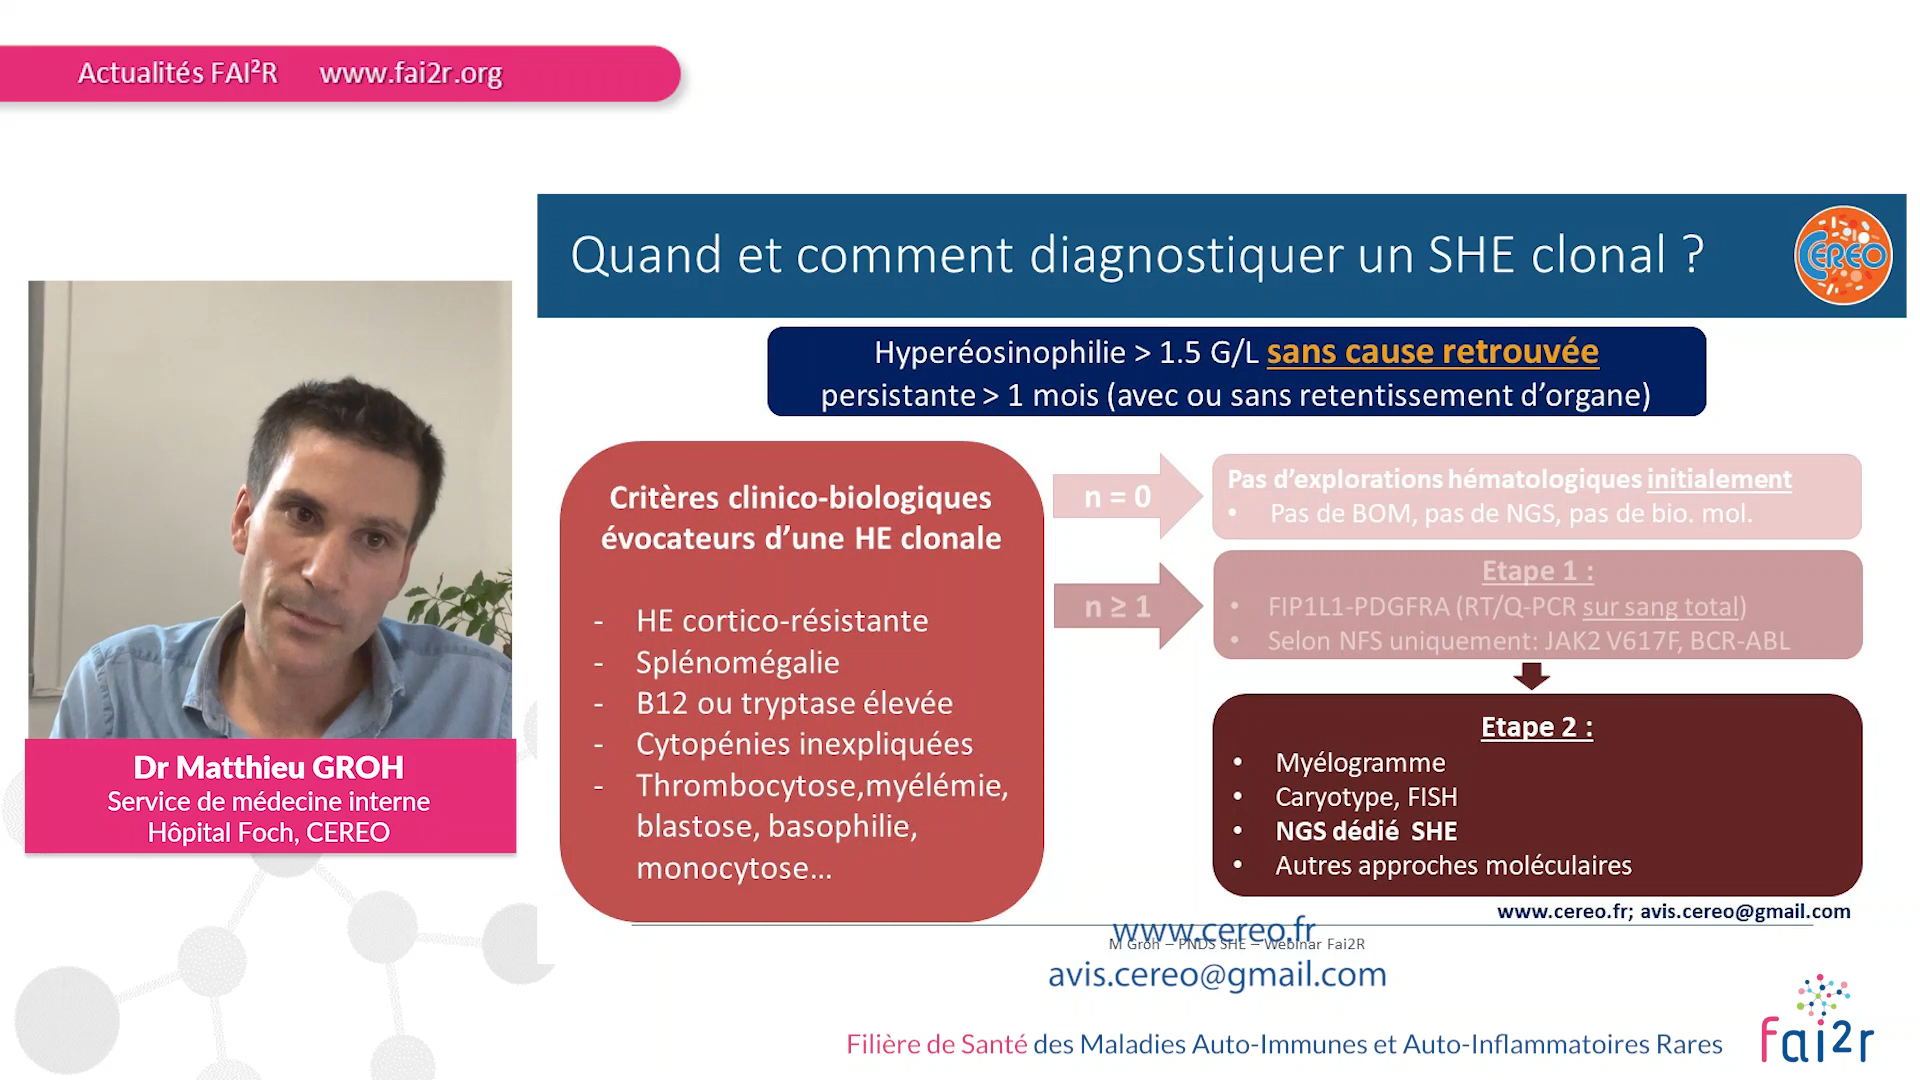 Actualités FAI²R www.fai2r.org
Quand et comment diagnostiquer un SHE clonal ?
CEREO
Hyperéosinophilie > 1.5 G/L sans cause retrouvée
persistante > 1 mois (avec ou sans retentissement d’organe)
Critères clinico-biologiques
évocateurs d’une HE clonale
- HE cortico-résistante
- Splénomégalie
- B12 ou tryptase élevée
- Cytopénies inexpliquées
- Thrombocytose,myélémie,
blastose, basophilie,
monocytose...
n = 0
Pas d’explorations hématologiques initialement
• Pas de BOM, pas de NGS, pas de bio. mol.
n ≥ 1
Etape 1 :
• FIP1L1-PDGFRA (RT/Q-PCR sur sang total)
• Selon NFS uniquement: JAK2 V617F, BCR-ABL
Etape 2 :
• Myélogramme
• Caryotype, FISH
• NGS dédié SHE
• Autres approches moléculaires
www.cereo.fr; avis.cereo@gmail.com
Dr Matthieu GROH
Service de médecine interne
Hôpital Foch, CEREO
www.cereo.fr
M Groh – PNDS SHE – Webinar Fai2R
avis.cereo@gmail.com
Filière de Santé des Maladies Auto-Immunes et Auto-Inflammatoires Rares
fai2r